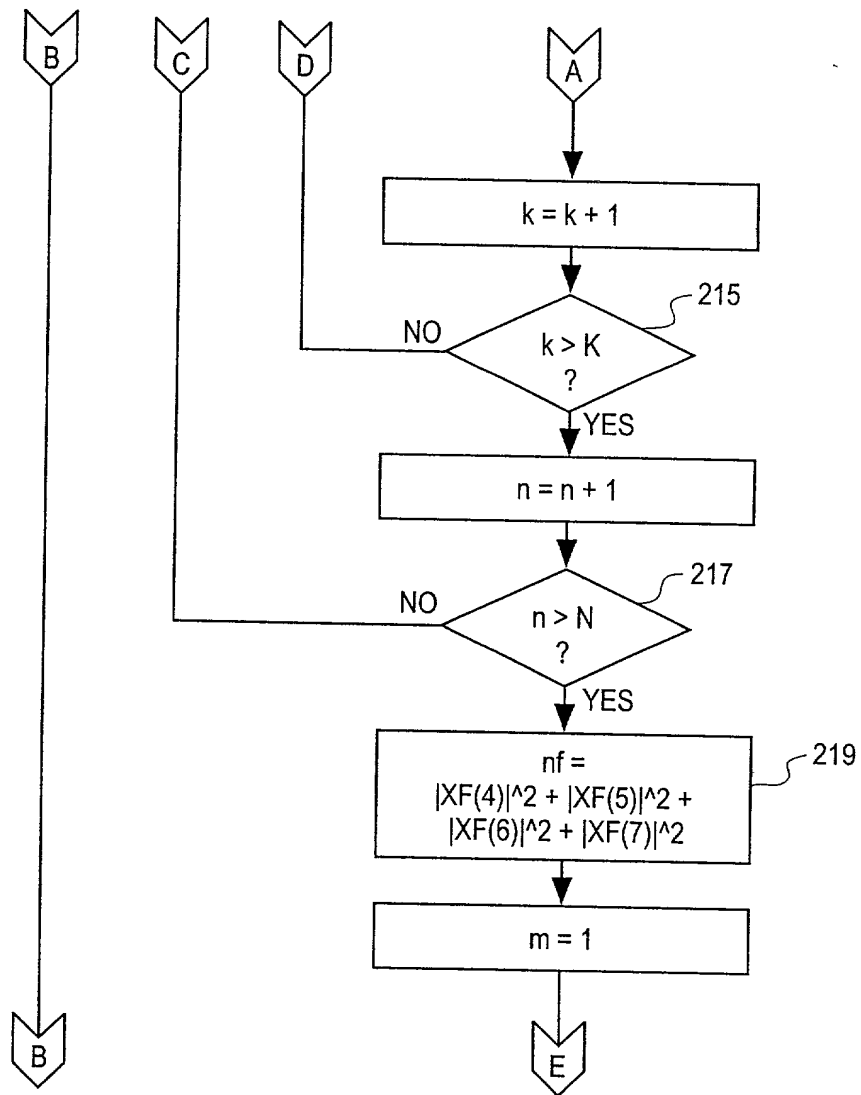 B
C
D
A
k = k + 1
215
NO
k > K
?
YES
n = n + 1
217
NO
n > N
?
YES
219
nf =
|XF(4)|^2 + |XF(5)|^2 +
|XF(6)|^2 + |XF(7)|^2
m = 1
B
E